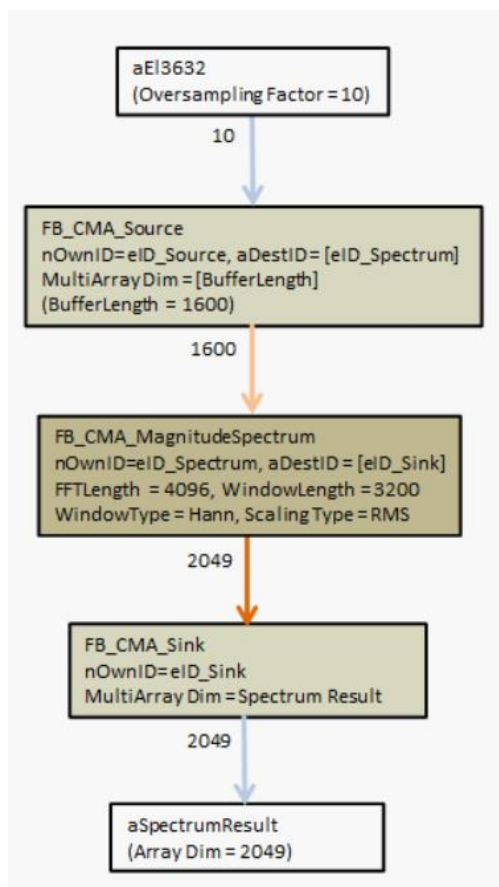 aEl3632
(Oversampling Factor = 10)
10
FB_CMA_Source
nOwnID=eID_Source, aDestID= [eID_Spectrum]
MultiArrayDim = [BufferLength]
(BufferLength = 1600)
1600
FB_CMA_MagnitudeSpectrum
nOwnID=eID_Spectrum, aDestID = [eID_Sink]
FFTLength = 4096, WindowLength = 3200
WindowType = Hann, Scaling Type = RMS
2049
FB_CMA_Sink
nOwnID=eID_Sink
MultiArray Dim = Spectrum Result
2049
aSpectrumResult
(Array Dim = 2049)